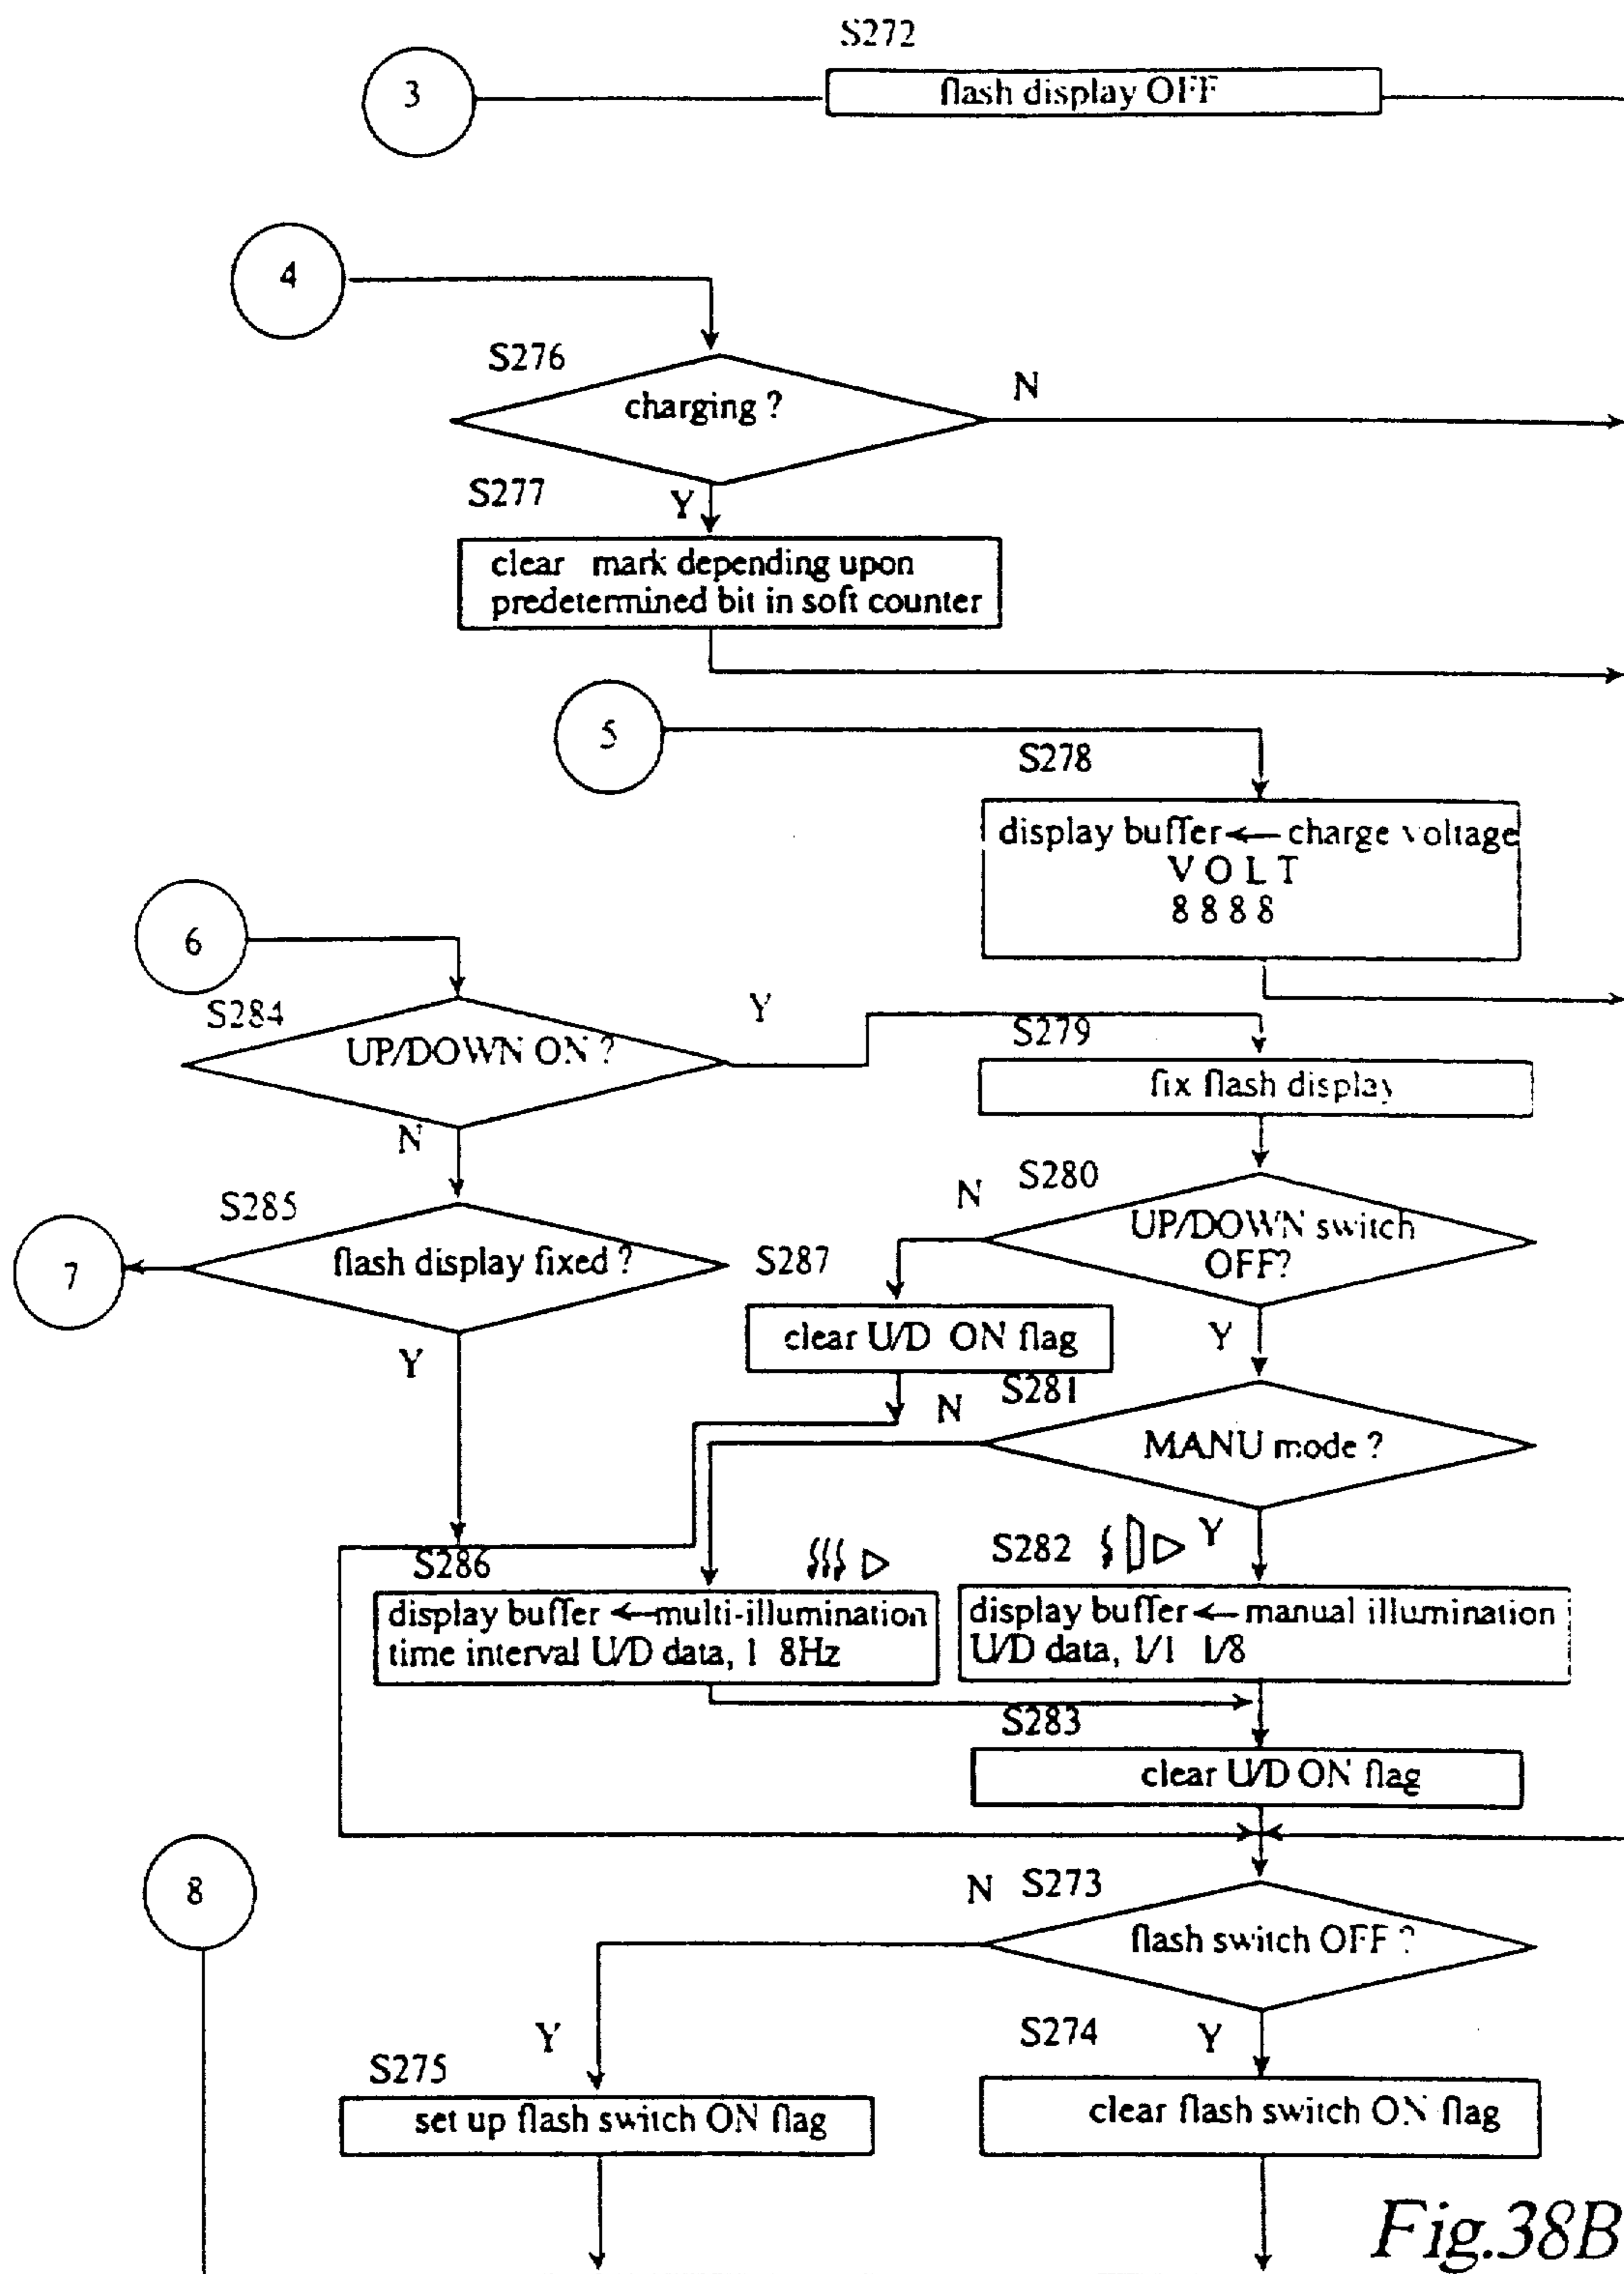 S272
3
flash display OFF
4
S276
charging ?
N
S277
Y
clear mark depending upon
predetermined bit in soft counter
5
S278
display buffer ← charge voltage
V O L T
8 8 8 8
6
S284
UP/DOWN ON ?
Y
S279
fix flash display
N
S280
N
UP/DOWN switch
OFF?
S285
flash display fixed ?
7
S287
Y
Y
clear U/D ON flag
S281
N
MANU mode ?
S286
S282
Y
display buffer ← multi-illumination
time interval U/D data, 1 8Hz
display buffer ← manual illumination
U/D data, 1/1 1/8
S283
clear U/D ON flag
8
N
S273
flash switch OFF ?
Y
S274
Y
S275
set up flash switch ON flag
clear flash switch ON flag
Fig.38B